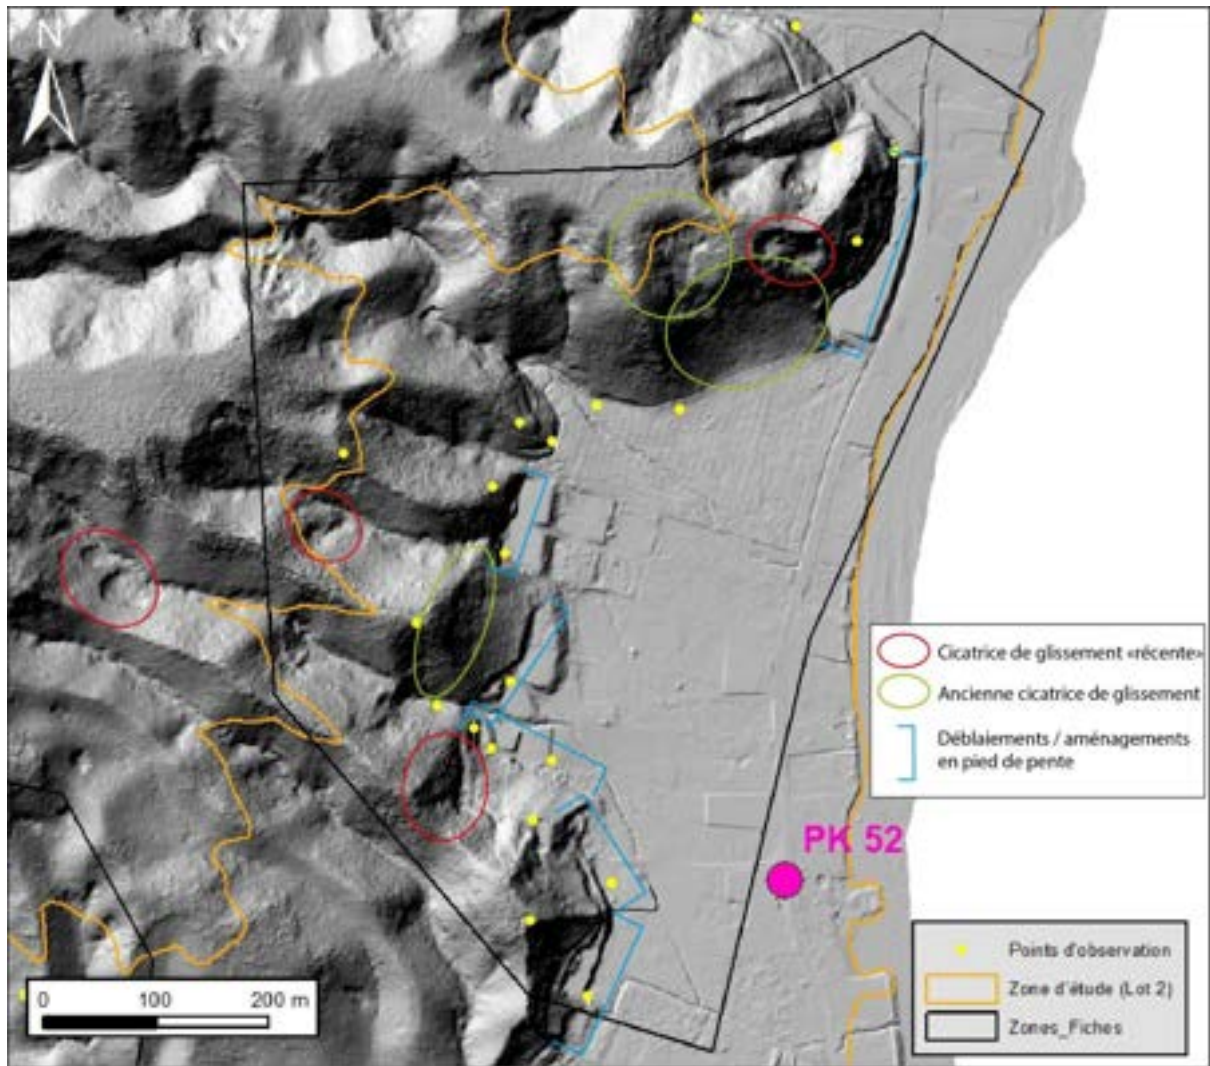 N
Cicatrice de glissement «récente»
Ancienne cicatrice de glissement
Déblaiements / aménagements
en pied de pente
PK 52
Points d'observation
Zone d'étude (Lot 2)
Zones_Fiches
0 100 200 m